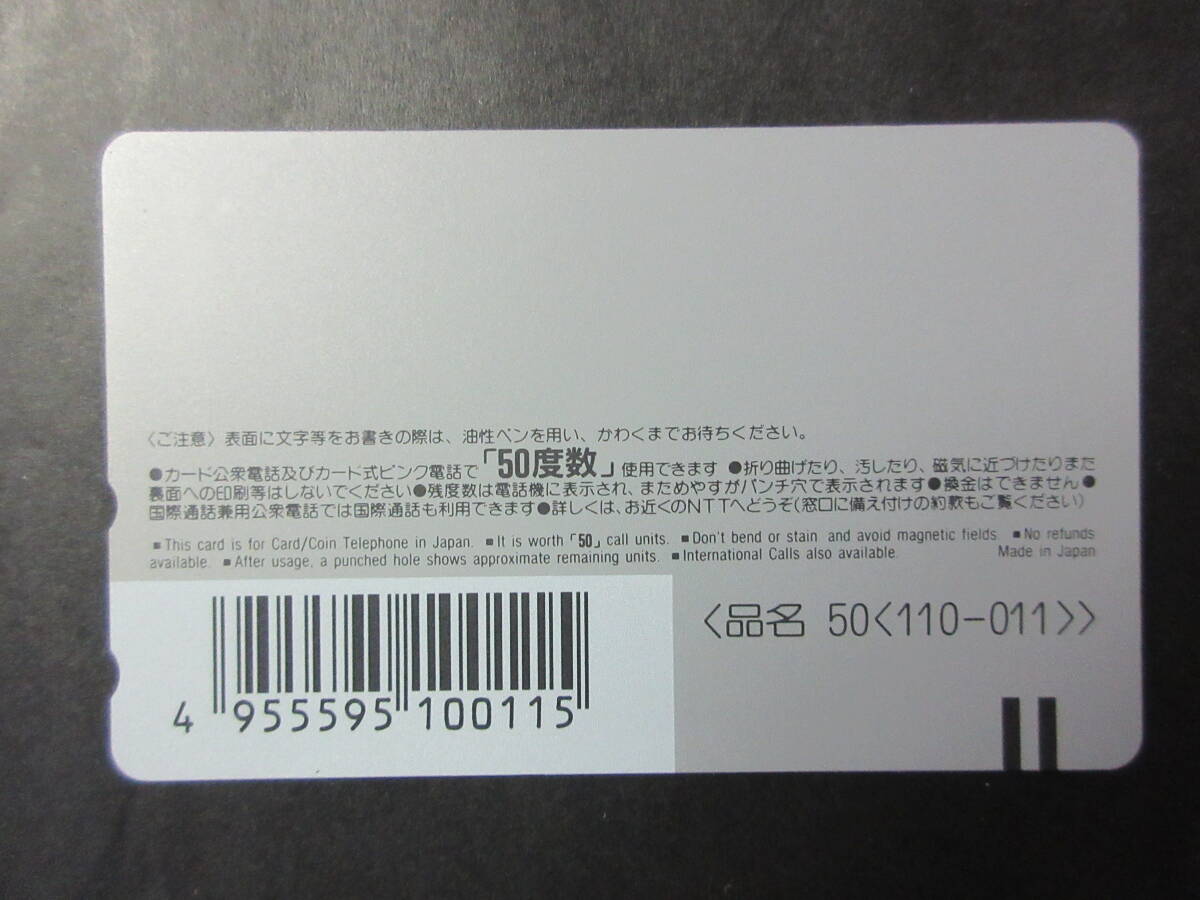 〈ご注意〉表面に文字等をお書きの際は、油性ペンを用い、かわくまでお待ちください。
●カード公衆電話及びカード式ピンク電話で「50度数」使用できます ●折り曲げたり、汚したり、磁気に近づけたりまた
裏面への印刷等はしないでください●残度数は電話機に表示され、まためやすがパンチ穴で表示されます●換金はできません●
国際通話兼用公衆電話では国際通話も利用できます●詳しくは、お近くのNTTへどうぞ(窓口に備え付けの約款もご覧ください)
■This card is for Card/Coin Telephone in Japan. ■It is worth「50」call units. ■Don't bend or stain and avoid magnetic fields. ■No refunds
available. ■After usage, a punched hole shows approximate remaining units. ■International Calls also available. Made in Japan
〈品名 50〈110-011〉〉
4 955595 100115